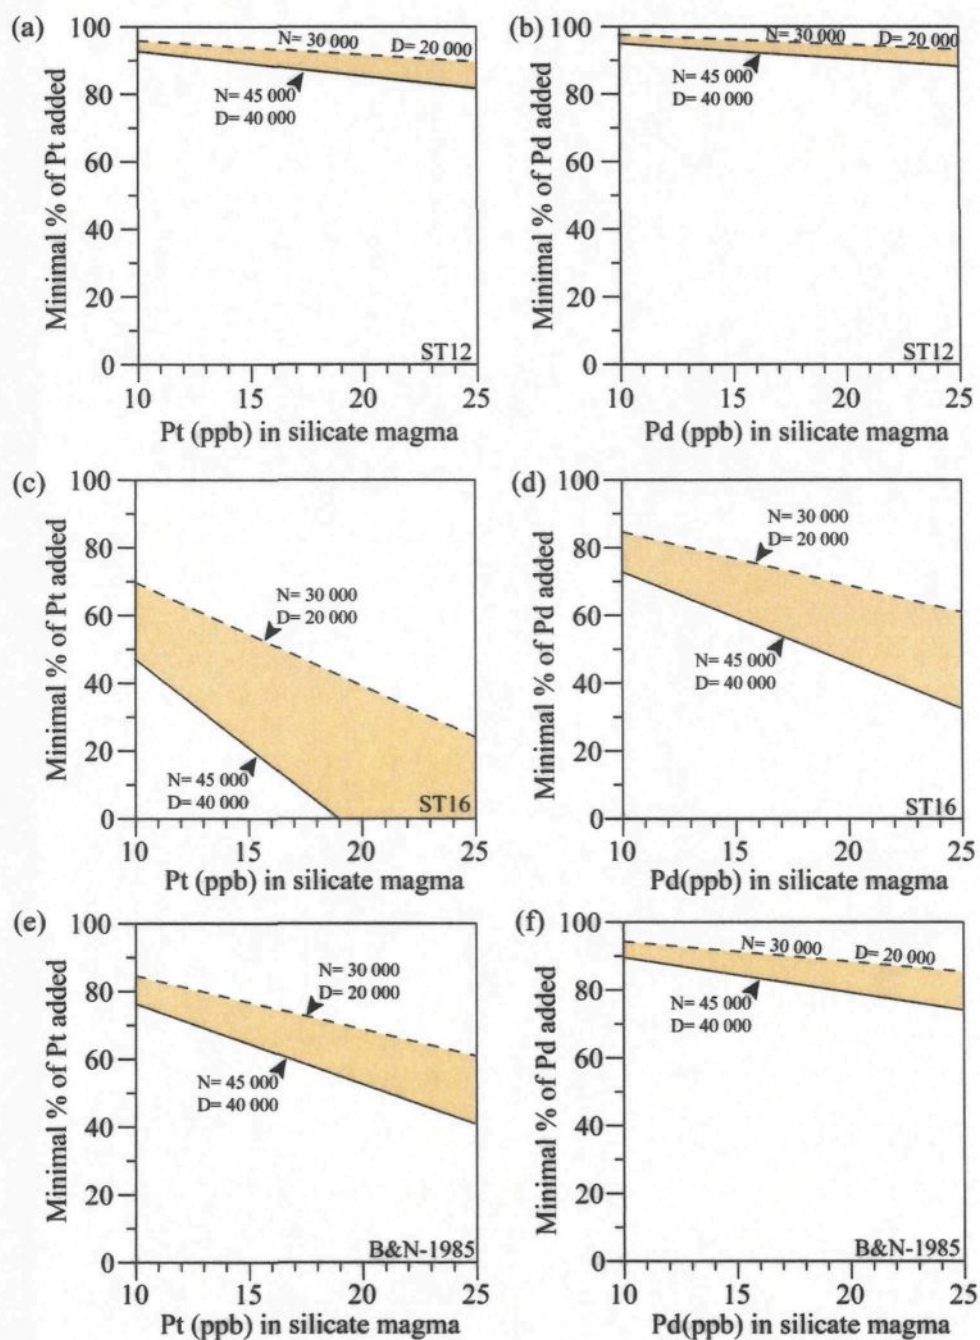 (a)
Minimal % of Pt added
100
80
60
40
20
0
N= 30 000
D= 20 000
N= 45 000
D= 40 000
ST12
10
15
20
25
Pt (ppb) in silicate magma
(b)
Minimal % of Pd added
100
80
60
40
20
0
N= 30 000
D= 20 000
N= 45 000
D= 40 000
ST12
10
15
20
25
Pd (ppb) in silicate magma
(c)
Minimal % of Pt added
100
80
60
40
20
0
N= 30 000
D= 20 000
N= 45 000
D= 40 000
ST16
10
15
20
25
Pt (ppb) in silicate magma
(d)
Minimal % of Pd added
100
80
60
40
20
0
N= 30 000
D= 20 000
N= 45 000
D= 40 000
ST16
10
15
20
25
Pd(ppb) in silicate magma
(e)
Minimal % of Pt added
100
80
60
40
20
0
N= 30 000
D= 20 000
N= 45 000
D= 40 000
B&N-1985
10
15
20
25
Pt (ppb) in silicate magma
(f)
Minimal % of Pd added
100
80
60
40
20
0
N= 30 000
D= 20 000
N= 45 000
D= 40 000
B&N-1985
10
15
20
25
Pd(ppb) in silicate magma